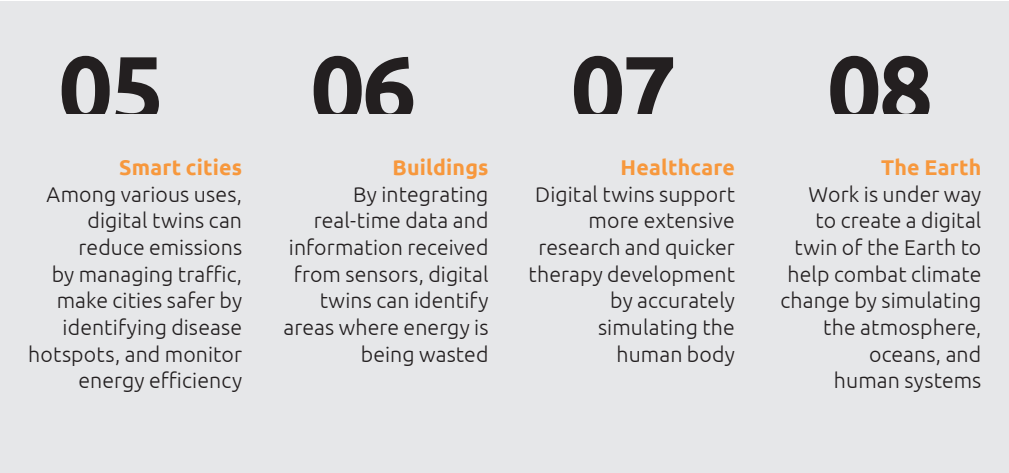 05
Smart cities
Among various uses,
digital twins can
reduce emissions
by managing traffic,
make cities safer by
identifying disease
hotspots, and monitor
energy efficiency
06
Buildings
By integrating
real-time data and
information received
from sensors, digital
twins can identify
areas where energy is
being wasted
07
Healthcare
Digital twins support
more extensive
research and quicker
therapy development
by accurately
simulating the
human body
08
The Earth
Work is under way
to create a digital
twin of the Earth to
help combat climate
change by simulating
the atmosphere,
oceans, and
human systems